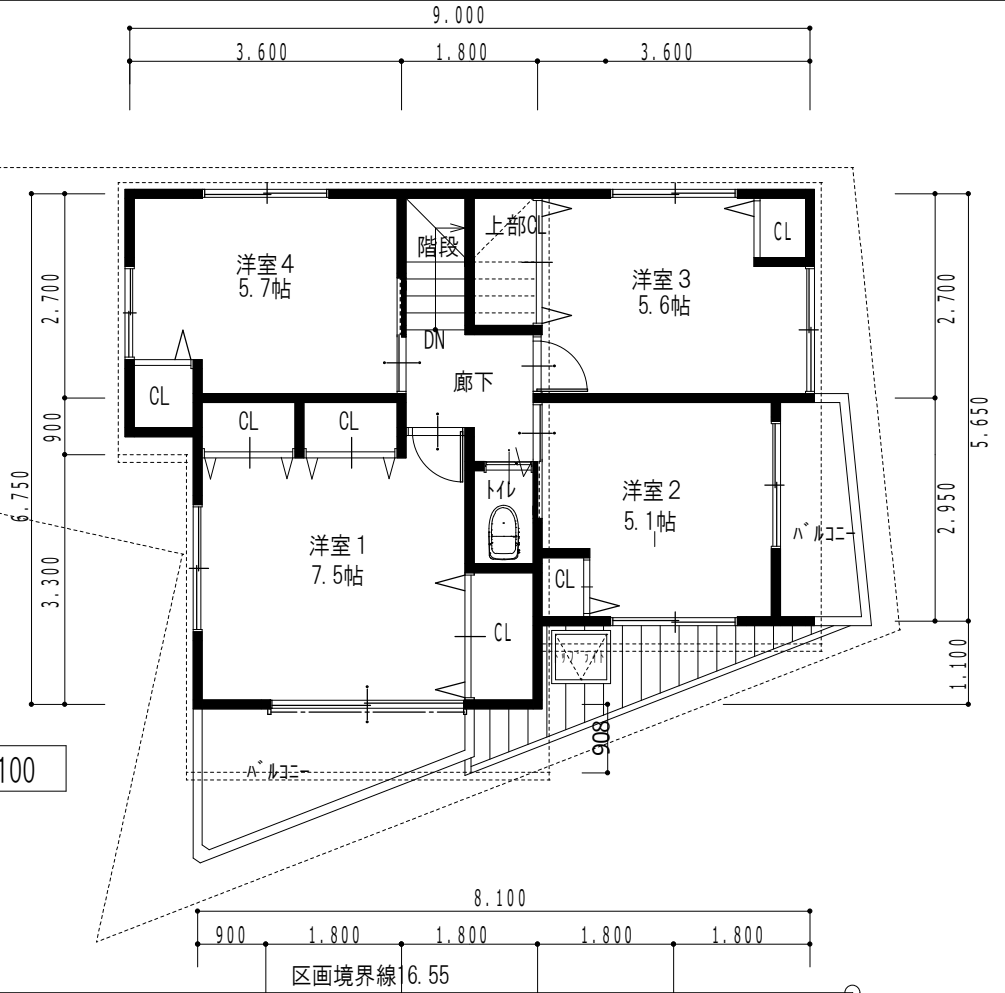 9.000
3.600
1.800
3.600
上部CL
階段
CL
洋室4
5.7帖
洋室3
5.6帖
2.700
2.700
DN
廊下
CL
CL
CL
900
5.650
6.750
トイレ
洋室2
5.1帖
2.950
バルコニー
洋室1
7.5帖
3.300
CL
CL
1.100
908
100
バルコニー
8.100
900
1.800
1.800
1.800
1.800
区画境界線16.55